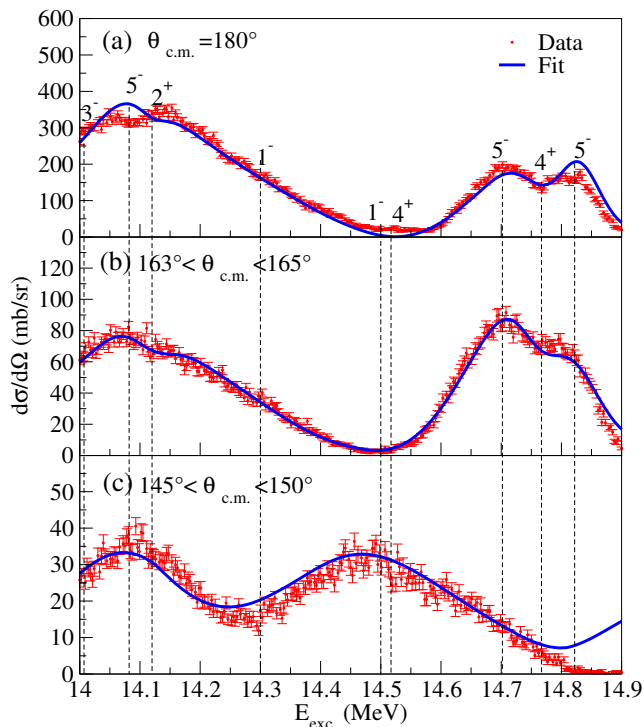 600
(a) θ c.m. =180°
Data
Fit
500
400
300
200
100
0
3⁻ 5⁻ 2⁺ 1⁻ 1⁻ 4⁺ 5⁻ 4⁺ 5⁻
dσ/dΩ (mb/sr)
(b) 163°< θ c.m. <165°
120
100
80
60
40
20
0
(c) 145°< θ c.m. <150°
50
40
30
20
10
0
14 14.1 14.2 14.3 14.4 14.5 14.6 14.7 14.8 14.9
E exc (MeV)